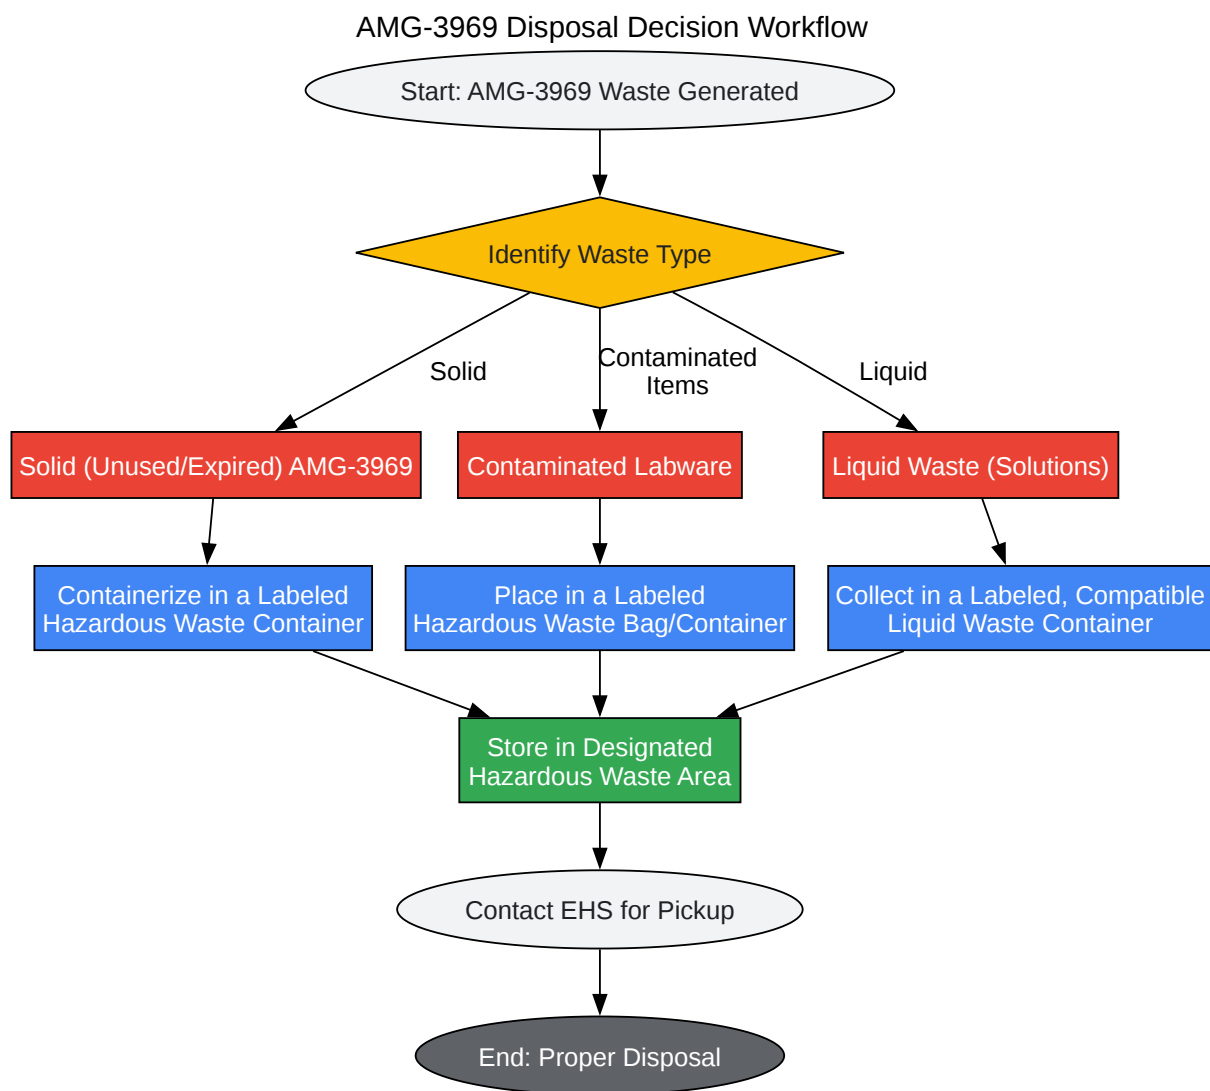 AMG-3969 Disposal Decision Workflow
Start: AMG-3969 Waste Generated
Identify Waste Type
Solid
Contaminated
Items
Liquid
Solid (Unused/Expired) AMG-3969
Contaminated Labware
Liquid Waste (Solutions)
Containerize in a Labeled
Hazardous Waste Container
Place in a Labeled
Hazardous Waste Bag/Container
Collect in a Labeled, Compatible
Liquid Waste Container
Store in Designated
Hazardous Waste Area
Contact EHS for Pickup
End: Proper Disposal